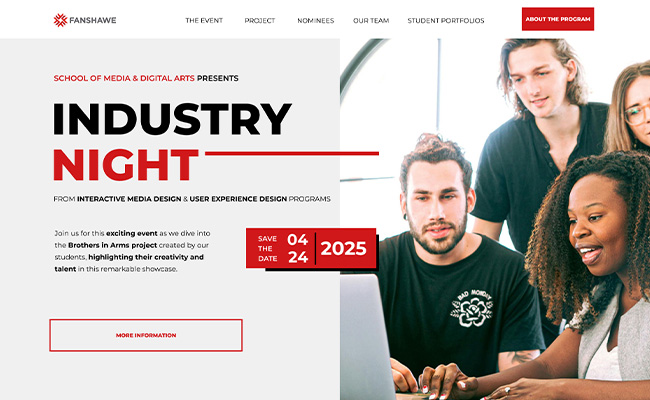 FANSHAWE
THE EVENT
PROJECT
NOMINEES
OUR TEAM
STUDENT PORTFOLIOS
ABOUT THE PROGRAM
SCHOOL OF MEDIA & DIGITAL ARTS PRESENTS
INDUSTRY
NIGHT
FROM INTERACTIVE MEDIA DESIGN & USER EXPERIENCE DESIGN PROGRAMS
Join us for this exciting event as we dive into
the Brothers in Arms project created by our
students, highlighting their creativity and
talent in this remarkable showcase.
SAVE
THE
DATE
04
24
2025
MORE INFORMATION
BAD MONDAY